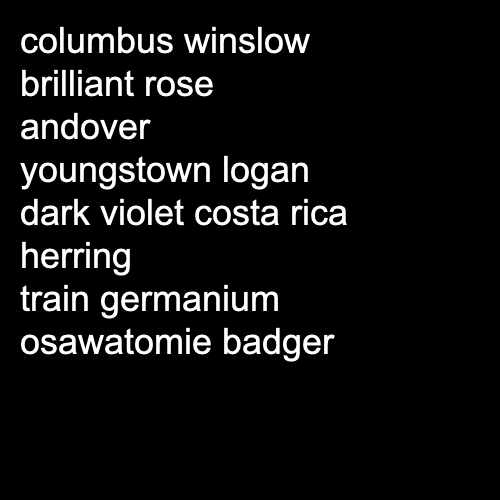 columbus winslow
brilliant rose
andover
youngstown logan
dark violet costa rica
herring
train germanium
osawatomie badger